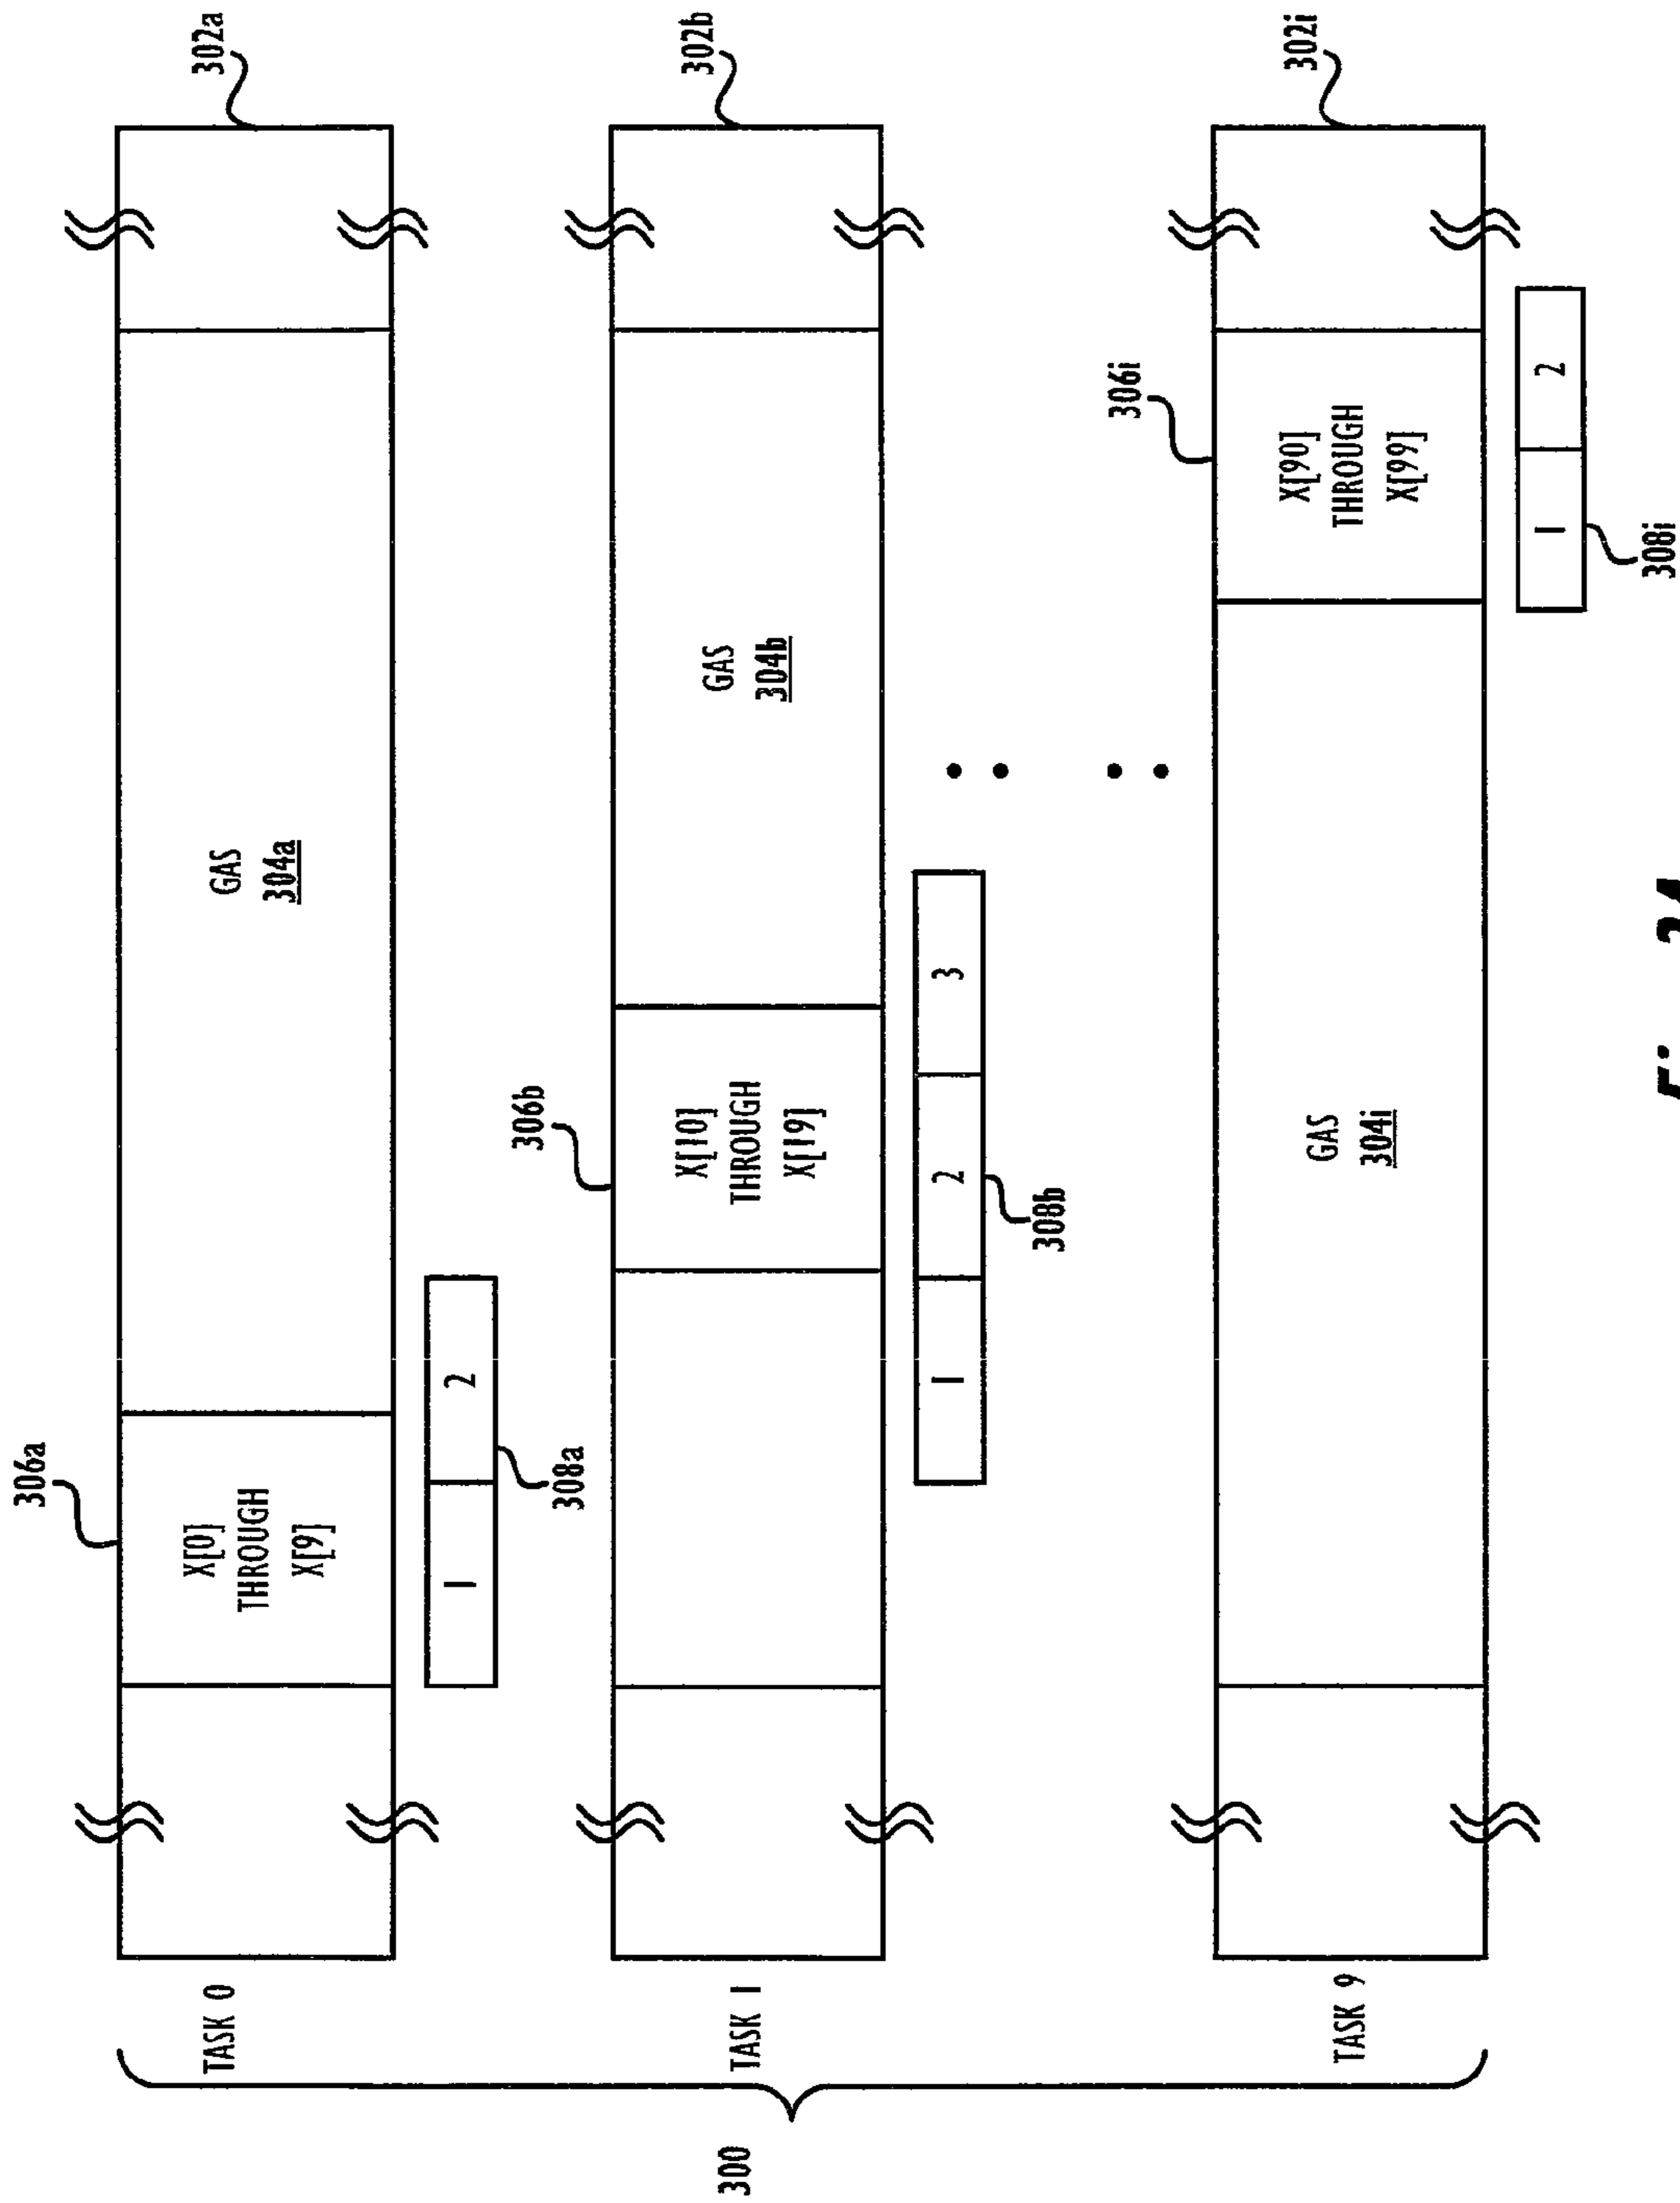 302a
306a
X[0]
THROUGH
X[9]
GAS
304a
TASK 0
1
2
308a
302b
306b
X[10]
THROUGH
X[19]
GAS
304b
TASK 1
1
2
3
308b
302i
306i
GAS
304i
X[90]
THROUGH
X[99]
TASK 9
1
2
308i
300